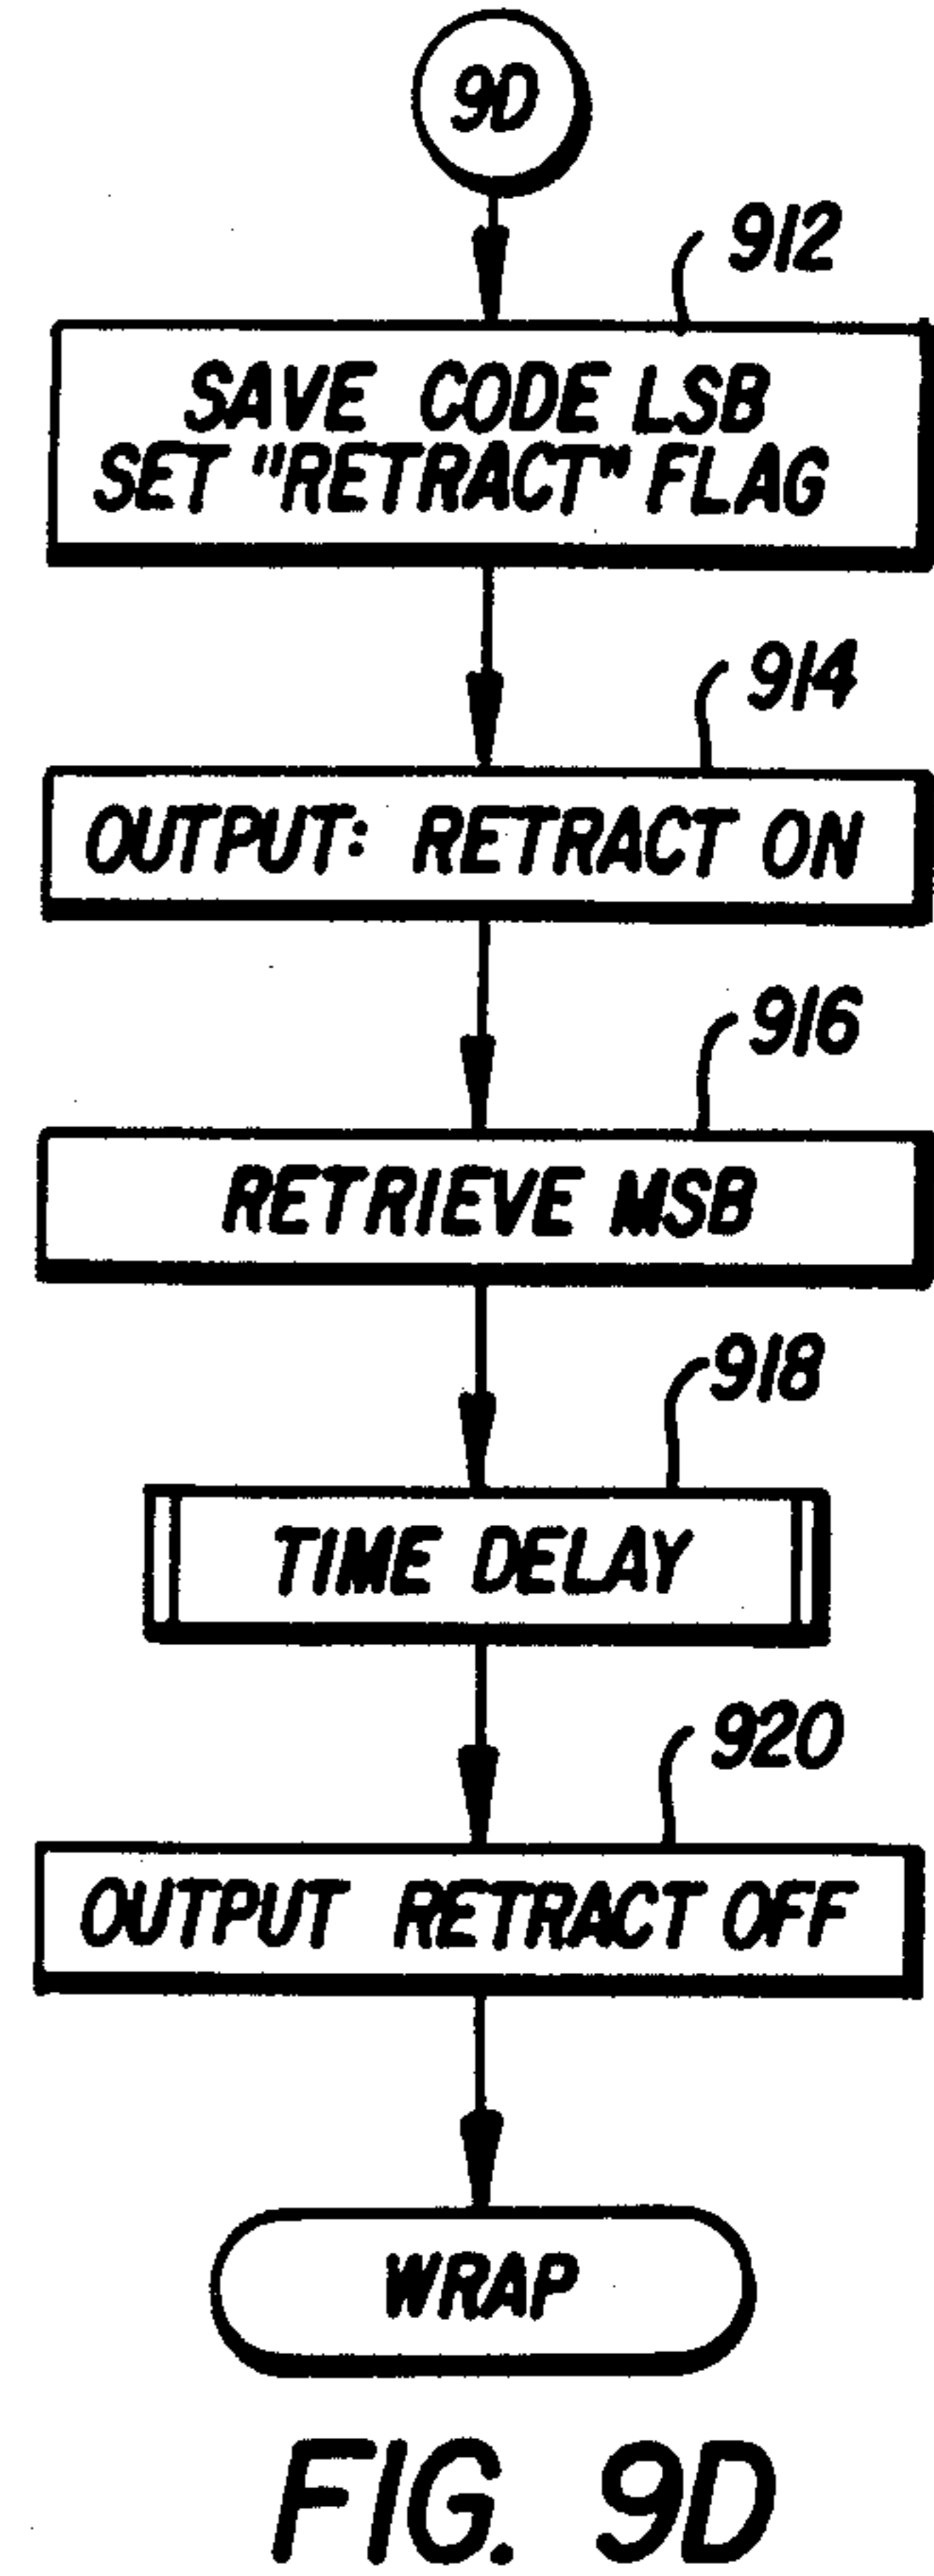 9D
912
SAVE CODE LSB
SET "RETRACT" FLAG
914
OUTPUT: RETRACT ON
916
RETRIEVE MSB
918
TIME DELAY
920
OUTPUT RETRACT OFF
WRAP
FIG. 9D